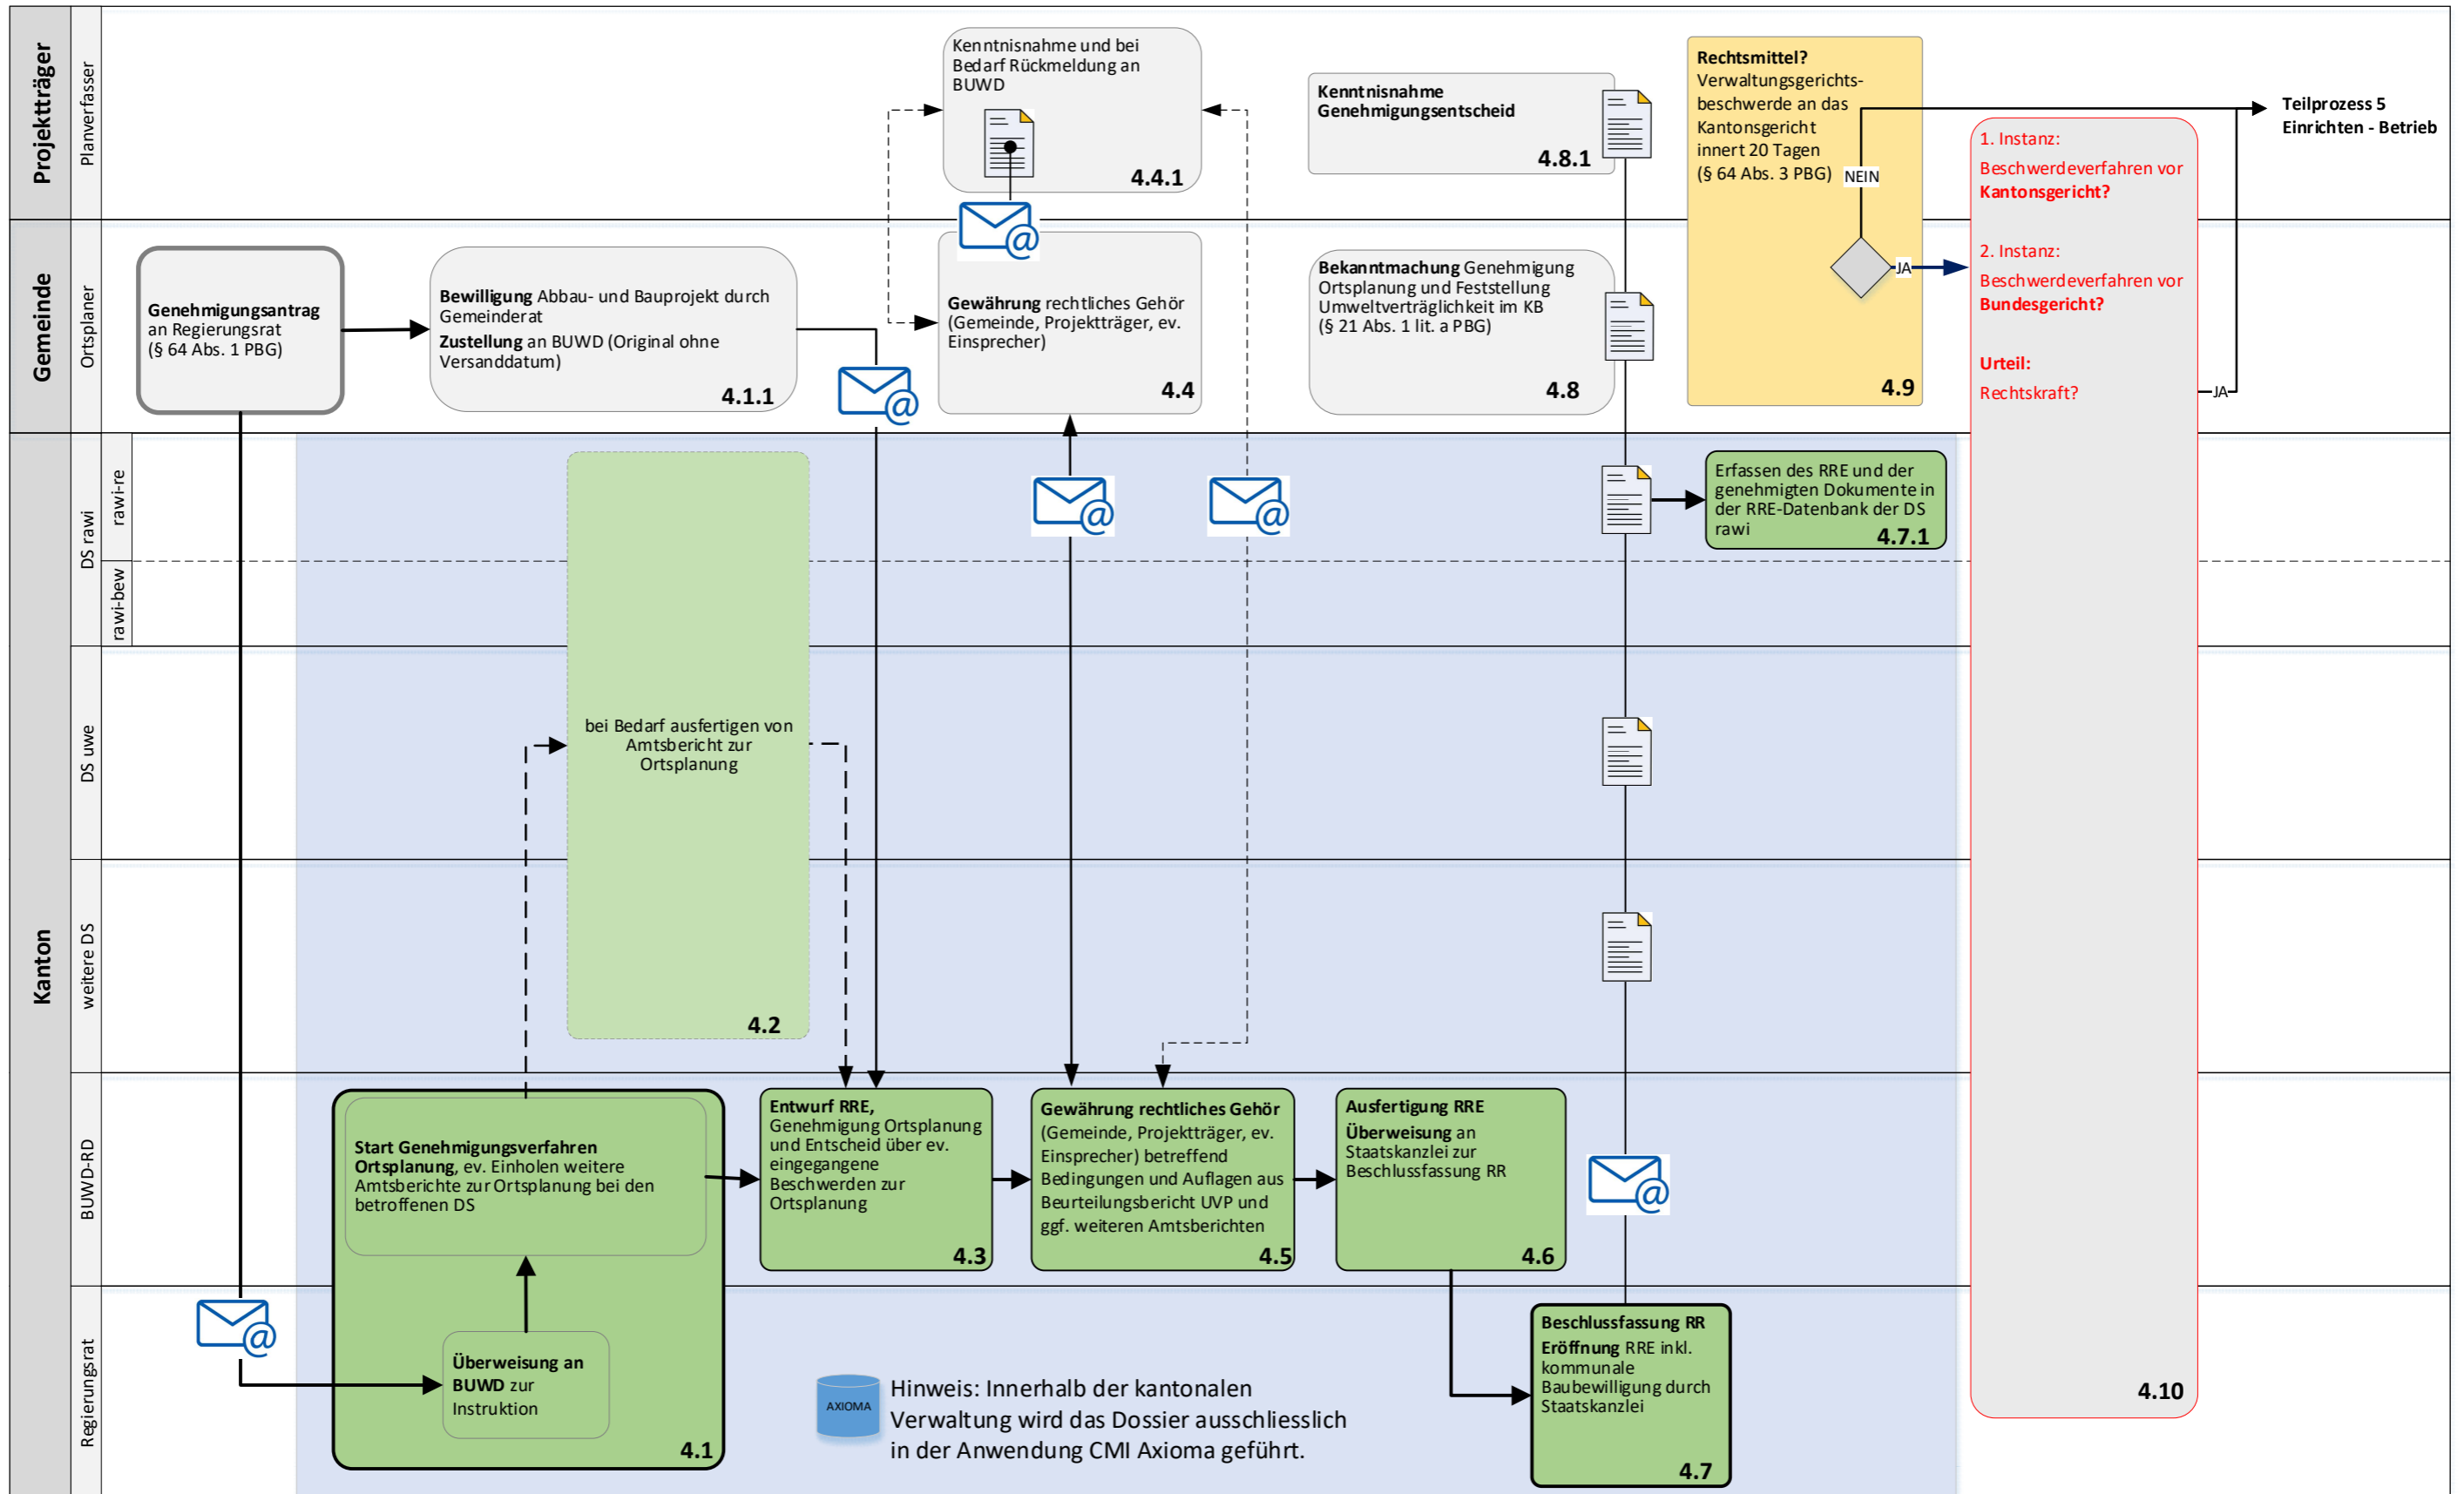 Projektträger
Planverfasser
Kenntnisnahme und bei
Bedarf Rückmeldung an
BUWD
4.4.1
Kenntnisnahme
Genehmigungsentscheid
4.8.1
Rechtsmittel?
Verwaltungsgerichts-
beschwerde an das
Kantonsgericht
innert 20 Tagen
(§ 64 Abs. 3 PBG)
NEIN
JA
4.9
Teilprozess 5
Einrichten - Betrieb
1. Instanz:
Beschwerdeverfahren vor
Kantonsgericht?
2. Instanz:
Beschwerdeverfahren vor
Bundesgericht?
Urteil:
Rechtskraft?
JA
4.10
Gemeinde
Ortsplaner
Genehmigungsantrag
an Regierungsrat
(§ 64 Abs. 1 PBG)
Bewilligung Abbau- und Bauprojekt durch
Gemeinderat
Zustellung an BUWD (Original ohne
Versanddatum)
4.1.1
Gewährung rechtliches Gehör
(Gemeinde, Projektträger, ev.
Einsprecher)
4.4
Bekanntmachung Genehmigung
Ortsplanung und Feststellung
Umweltverträglichkeit im KB
(§ 21 Abs. 1 lit. a PBG)
4.8
Kanton
DS rawi
rawi-re
rawi-bew
Erfassen des RRE und der
genehmigten Dokumente in
der RRE-Datenbank der DS
rawi
4.7.1
DS uwe
bei Bedarf ausfertigen von
Amtsbericht zur
Ortsplanung
4.2
weitere DS
BUWD-RD
Start Genehmigungsverfahren
Ortsplanung, ev. Einholen weitere
Amtsberichte zur Ortsplanung bei den
betroffenen DS
Entwurf RRE,
Genehmigung Ortsplanung
und Entscheid über ev.
eingegangene
Beschwerden zur
Ortsplanung
4.3
Gewährung rechtliches Gehör
(Gemeinde, Projektträger, ev.
Einsprecher) betreffend
Bedingungen und Auflagen aus
Beurteilungsbericht UVP und
ggf. weiteren Amtsberichten
4.5
Ausfertigung RRE
Überweisung an
Staatskanzlei zur
Beschlussfassung RR
4.6
Regierungsrat
Überweisung an
BUWD zur
Instruktion
4.1
AXIOMA
Hinweis: Innerhalb der kantonalen
Verwaltung wird das Dossier ausschliesslich
in der Anwendung CMI Axioma geführt.
Beschlussfassung RR
Eröffnung RRE inkl.
kommunale
Baubewilligung durch
Staatskanzlei
4.7